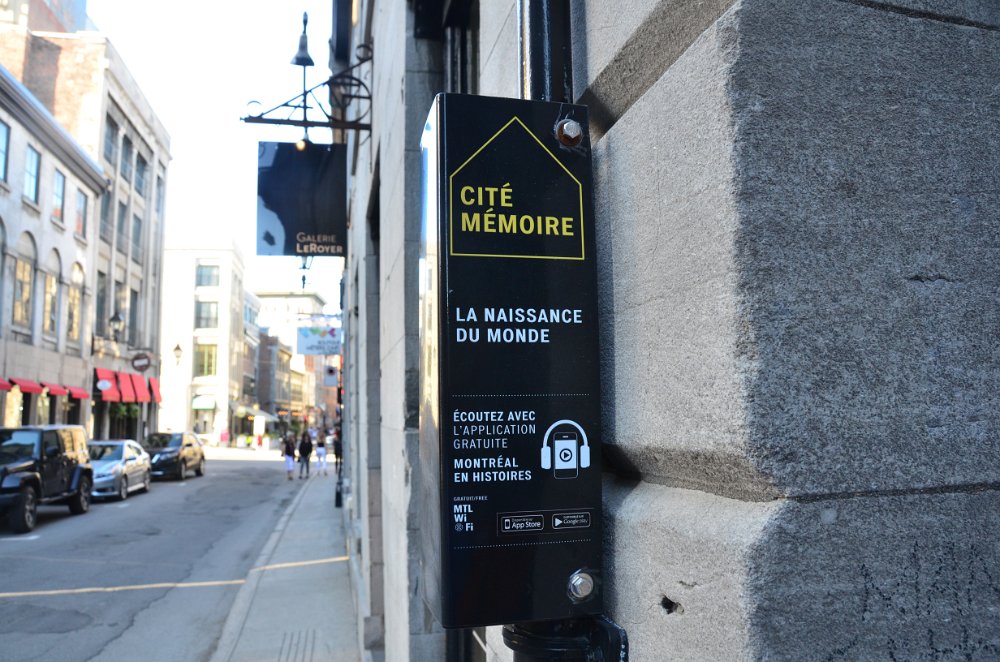 GALERIE
LEROYER
CITÉ
MÉMOIRE
LA NAISSANCE
DU MONDE
ÉCOUTEZ AVEC
L'APPLICATION
GRATUITE
MONTRÉAL
EN HISTOIRES
GRATUIT/FREE
MTL
Wi
Fi
App Store
Google play